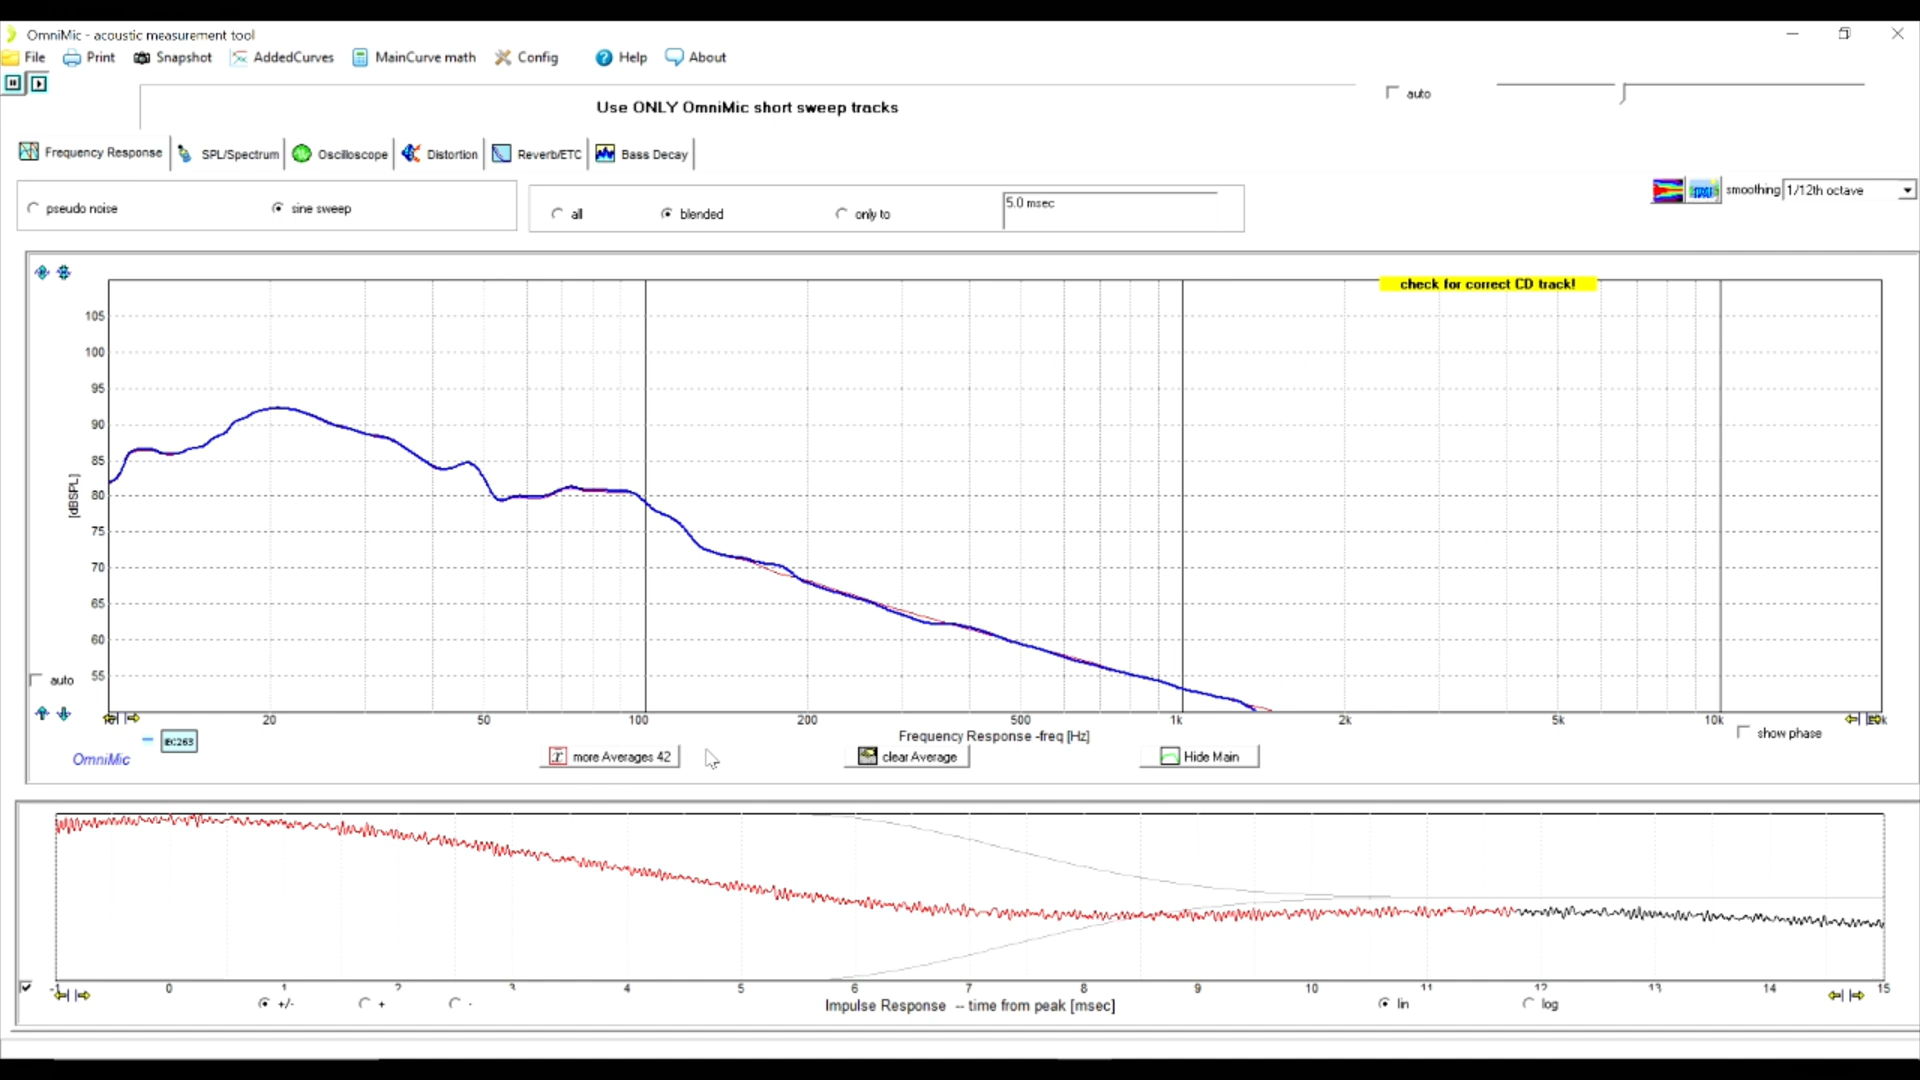 OmniMic - acoustic measurement tool
File Print Snapshot AddedCurves MainCurve math Config Help About
Use ONLY OmniMic short sweep tracks
auto
Frequency Response SPL/Spectrum Oscilloscope Distortion Reverb/ETC Bass Decay
smoothing 1/12th octave
pseudo noise sine sweep all blended only to 5.0 msec
check for correct CD track!
105
100
95
90
85
80
75
70
65
60
55
[dBSPL]
auto
20 50 100 200 500 1k 2k 5k 10k
Frequency Response -freq [Hz]
show phase
IEC263
OmniMic
more Averages 42 clear Average Hide Main
0 1 2 3 4 5 6 7 8 9 10 11 12 13 14 15
+/- + -
Impulse Response -- time from peak [msec]
lin log